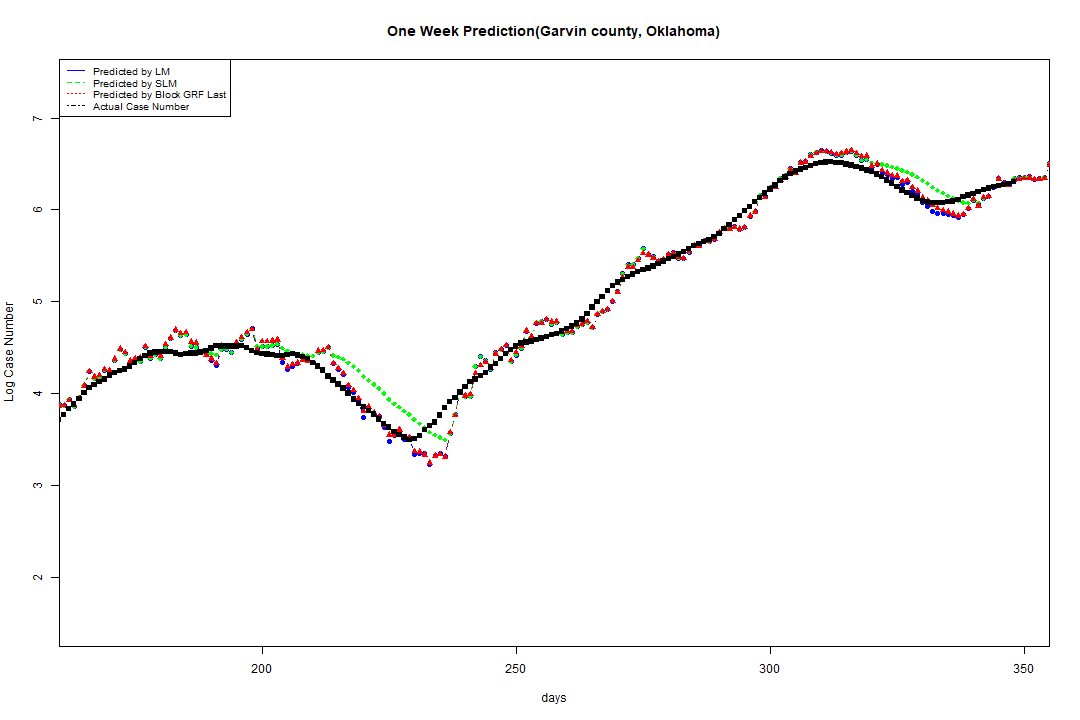 One Week Prediction(Garvin county, Oklahoma)
Predicted by LM
Predicted by SLM
Predicted by Block GRF Last
Actual Case Number
7
6
5
4
3
2
Log Case Number
200 250 300 350
days